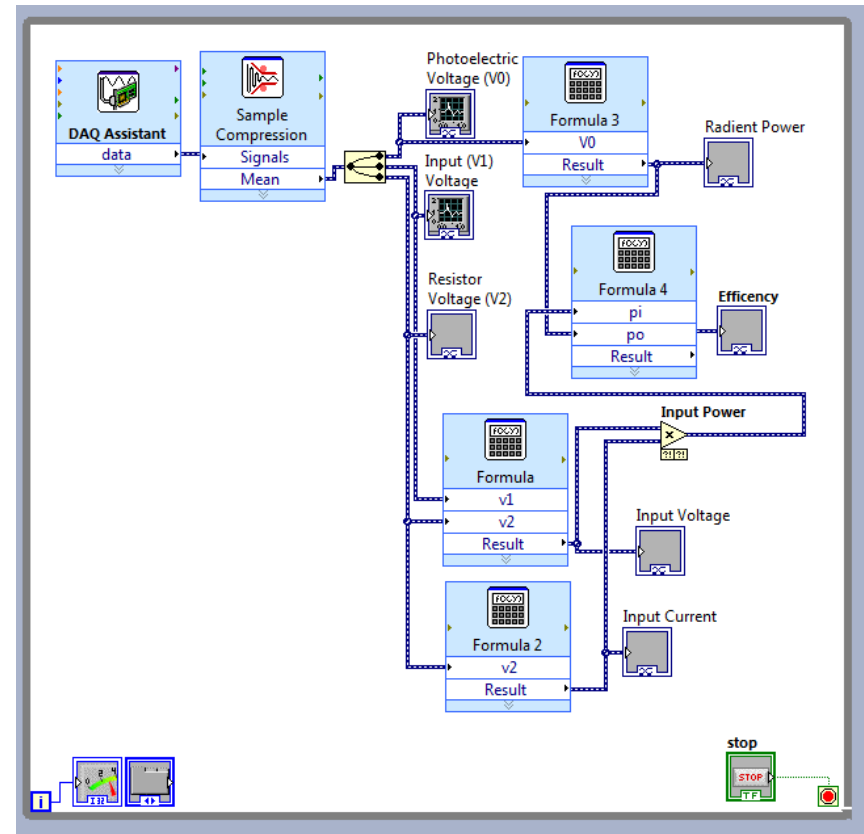 DAQ Assistant
data
Sample
Compression
Signals
Mean
Photoelectric
Voltage (V0)
Input (V1)
Voltage
Resistor
Voltage (V2)
Formula 3
V0
Result
Radient Power
Formula 4
pi
po
Result
Efficency
Input Power
Formula
v1
v2
Result
Input Voltage
Formula 2
v2
Result
Input Current
stop
STOP
TF
i
I32